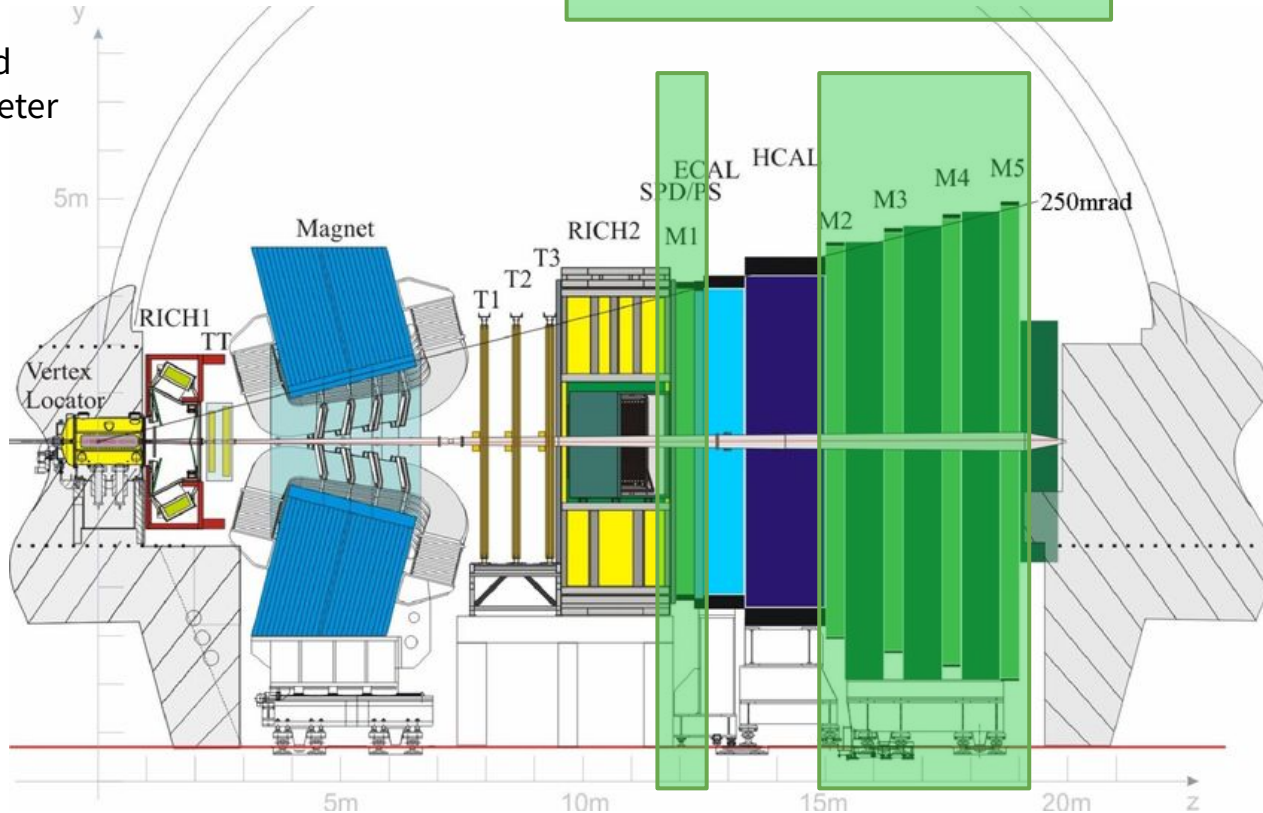 y
d
eter
5m
Magnet
RICH1
TT
Vertex
Locator
T1
T2
T3
RICH2
SPD/PS
M1
ECAL
HCAL
M2
M3
M4
M5
250mrad
5m
10m
15m
20m
z